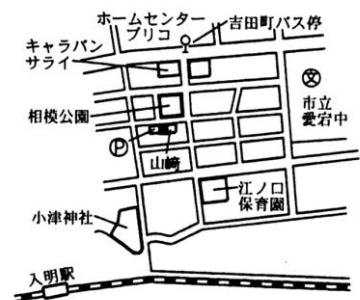 ホームセンター
ブリコ
吉田町バス停
キャラバン
サライ
文
市立
愛宕中
相模公園
P
山﨑
江ノ口
保育園
小津神社
入明駅